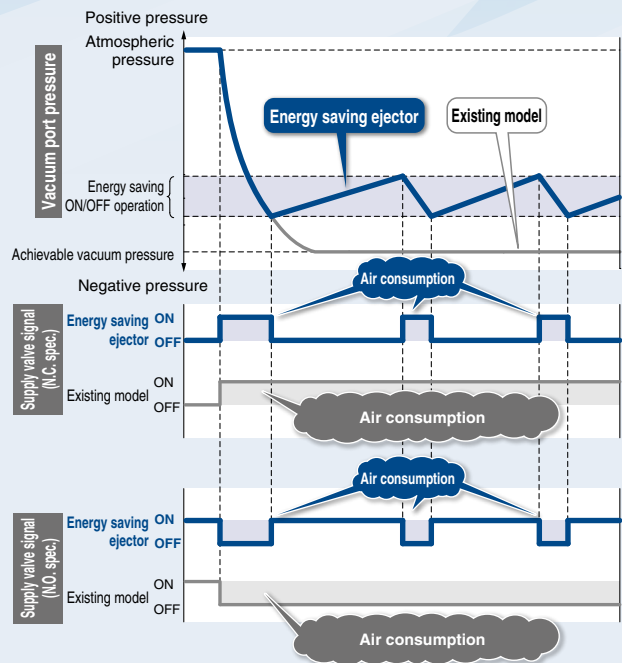 Positive pressure
Atmospheric
pressure
Vacuum port pressure
Energy saving ejector
Existing model
Energy saving
ON/OFF operation
Achievable vacuum pressure
Negative pressure
Air consumption
Supply valve signal
(N.C. spec.)
Energy saving
ejector
ON
OFF
Existing model
ON
OFF
Air consumption
Air consumption
Supply valve signal
(N.O. spec.)
Energy saving
ejector
ON
OFF
Existing model
ON
OFF
Air consumption